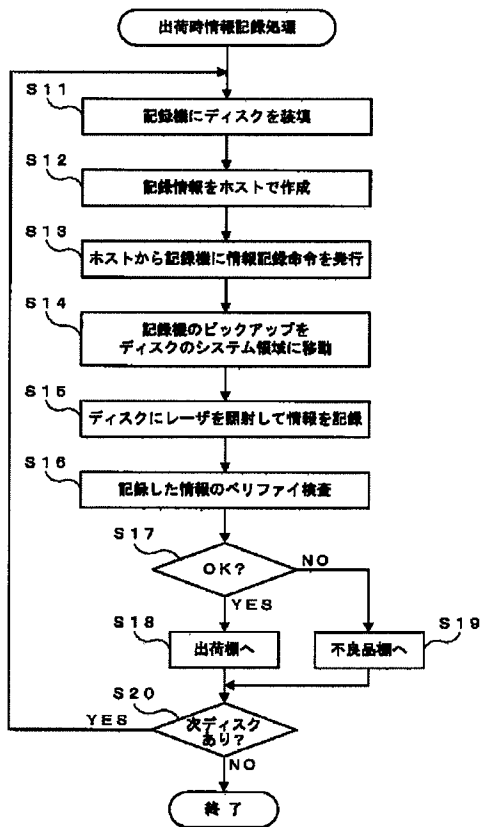 出荷時情報記録処理
S11
記録機にディスクを装填
S12
記録情報をホストで作成
S13
ホストから記録機に情報記録命令を発行
S14
記録機のピックアップを
ディスクのシステム領域に移動
S15
ディスクにレーザを照射して情報を記録
S16
記録した情報のベリファイ検査
S17
OK?
NO
YES
S18
出荷棚へ
S19
不良品棚へ
S20
YES
次ディスク
あり?
NO
終了